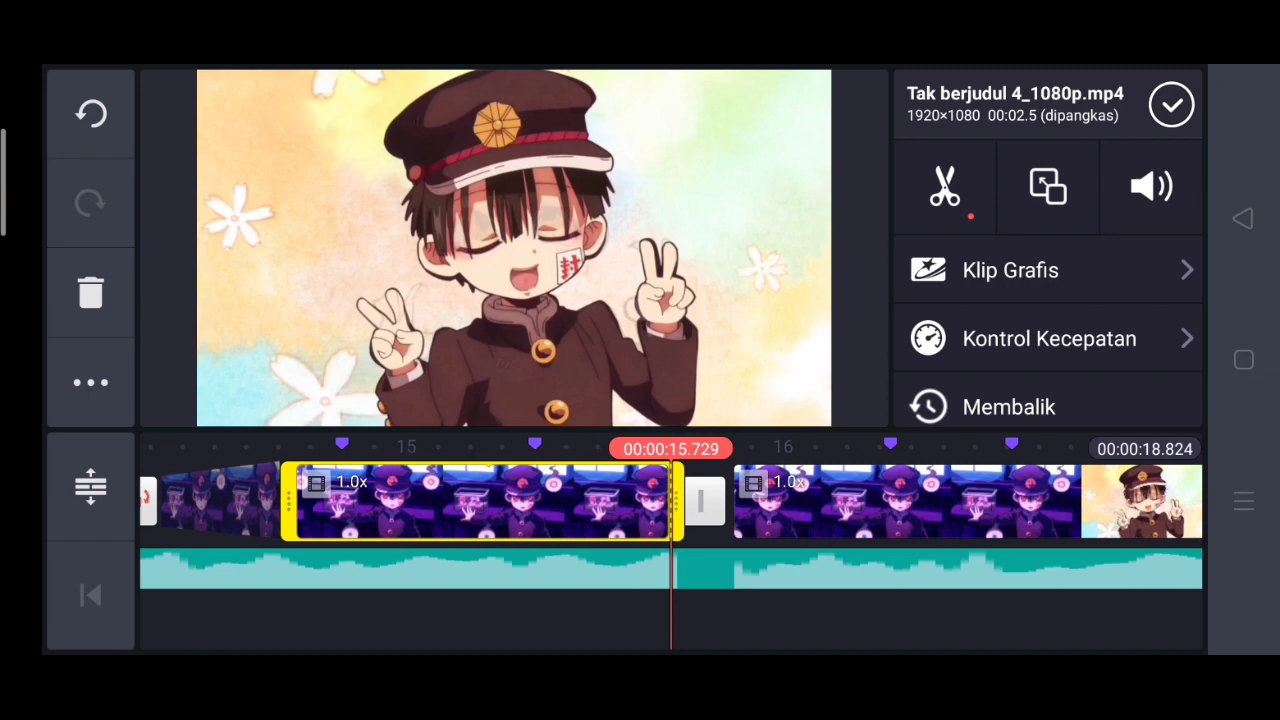 Tak berjudul 4_1080p.mp4
1920×1080 00:02.5 (dipangkas)
封
Klip Grafis
Kontrol Kecepatan
Membalik
15
00:00:15.729
16
00:00:18.824
1.0x
1.0x